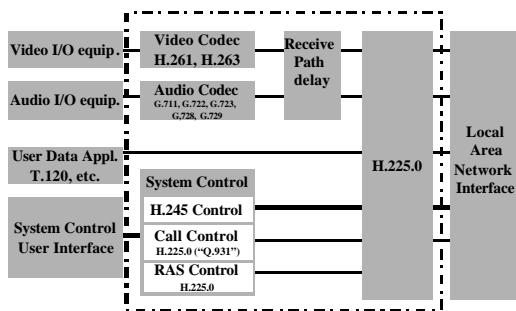 Video I/O equip.
Video Codec
H.261, H.263
Receive
Path
delay
Audio I/O equip.
Audio Codec
G.711, G.722, G.723,
G,728, G.729
User Data Appl.
T.120, etc.
H.225.0
Local
Area
Network
Interface
System Control
User Interface
System Control
H.245 Control
Call Control
H.225.0 (“Q.931”)
RAS Control
H.225.0